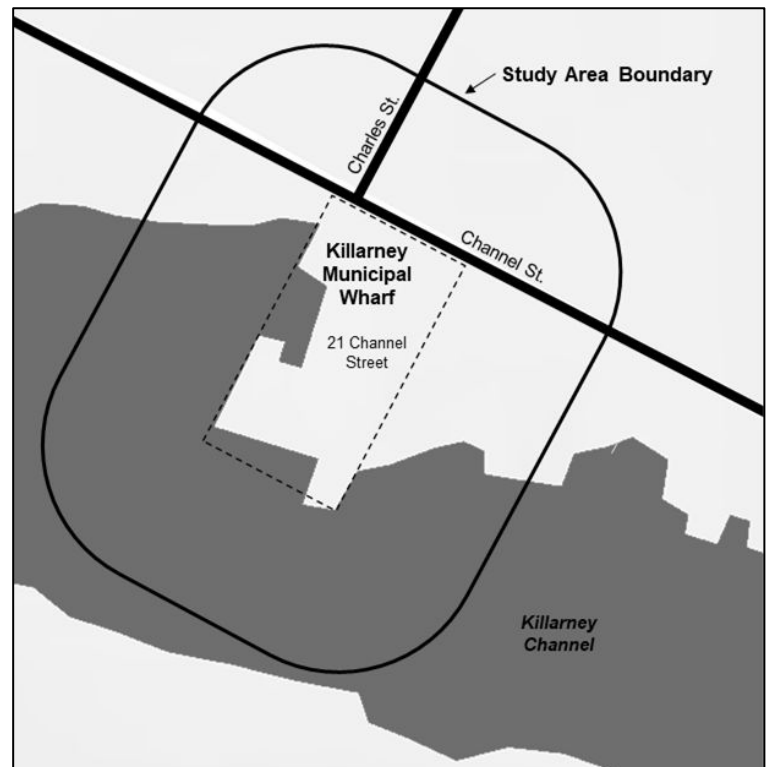 Study Area Boundary
Charles St.
Channel St.
Killarney
Municipal
Wharf
21 Channel
Street
Killarney
Channel